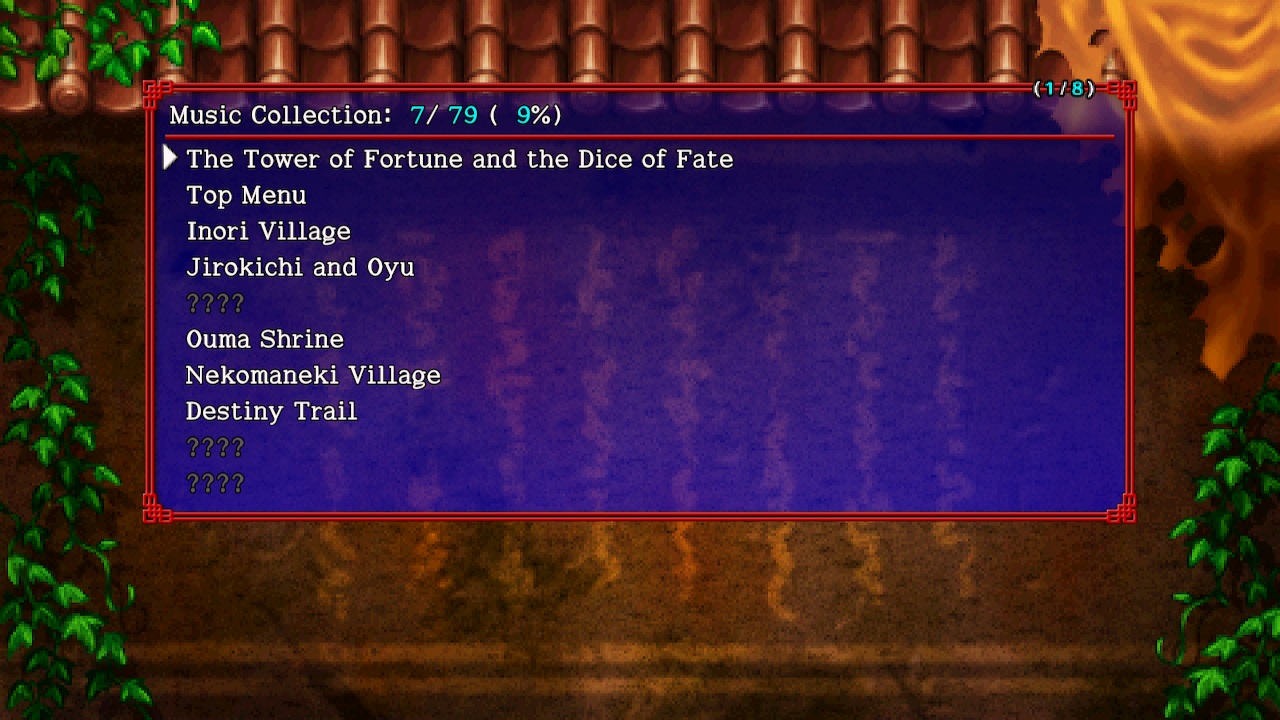 (1/8)
Music Collection: 7/ 79 ( 9%)
The Tower of Fortune and the Dice of Fate
Top Menu
Inori Village
Jirokichi and Oyu
????
Ouma Shrine
Nekomaneki Village
Destiny Trail
????
????